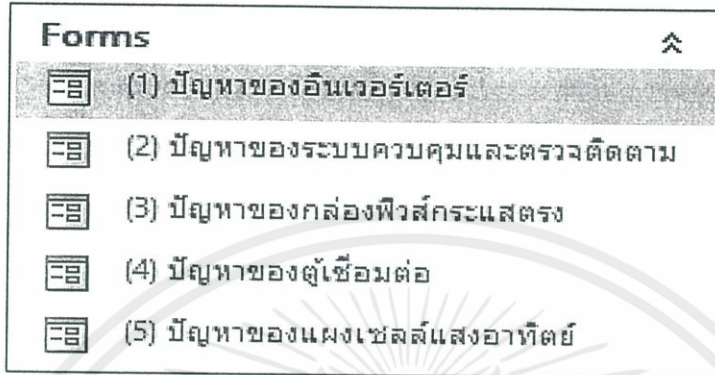 Forms
(1) ปัญหาของอินเวอร์เตอร์
(2) ปัญหาของระบบควบคุมและตรวจติดตาม
(3) ปัญหาของกล่องฟิวส์กระแสตรง
(4) ปัญหาของตู้เชื่อมต่อ
(5) ปัญหาของแผงเซลล์แสงอาทิตย์